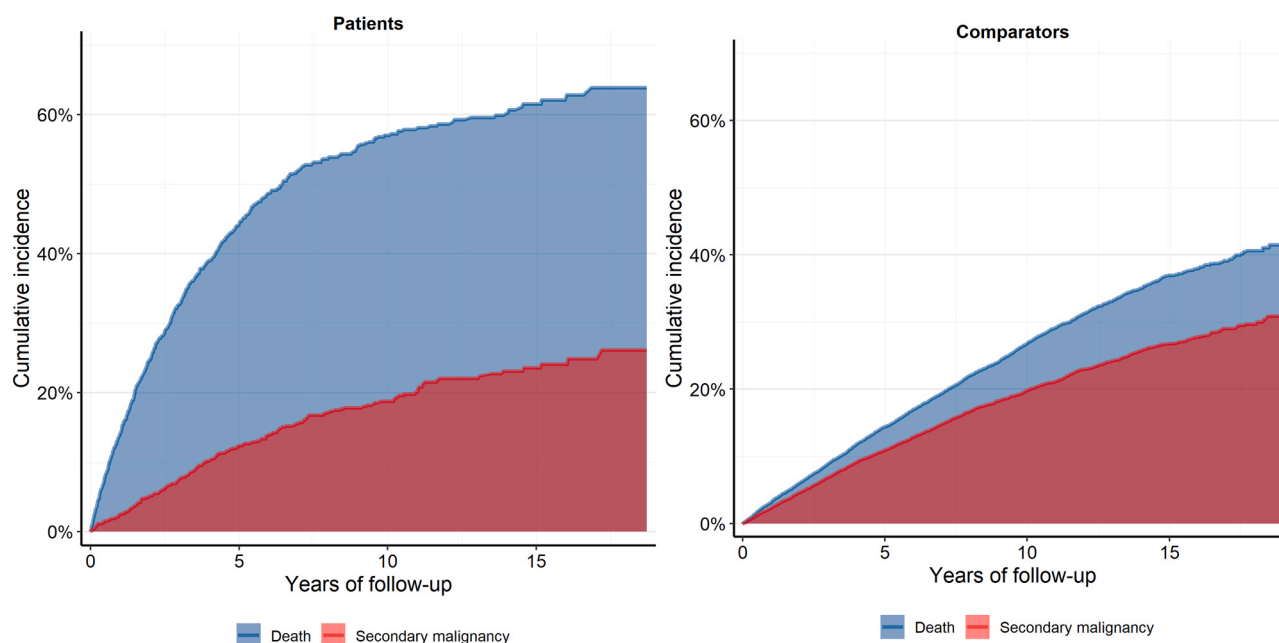 Patients
Cumulative incidence
60%
40%
20%
0%
0 5 10 15
Years of follow-up
Death Secondary malignancy
Comparators
Cumulative incidence
60%
40%
20%
0%
0 5 10 15
Years of follow-up
Death Secondary malignancy